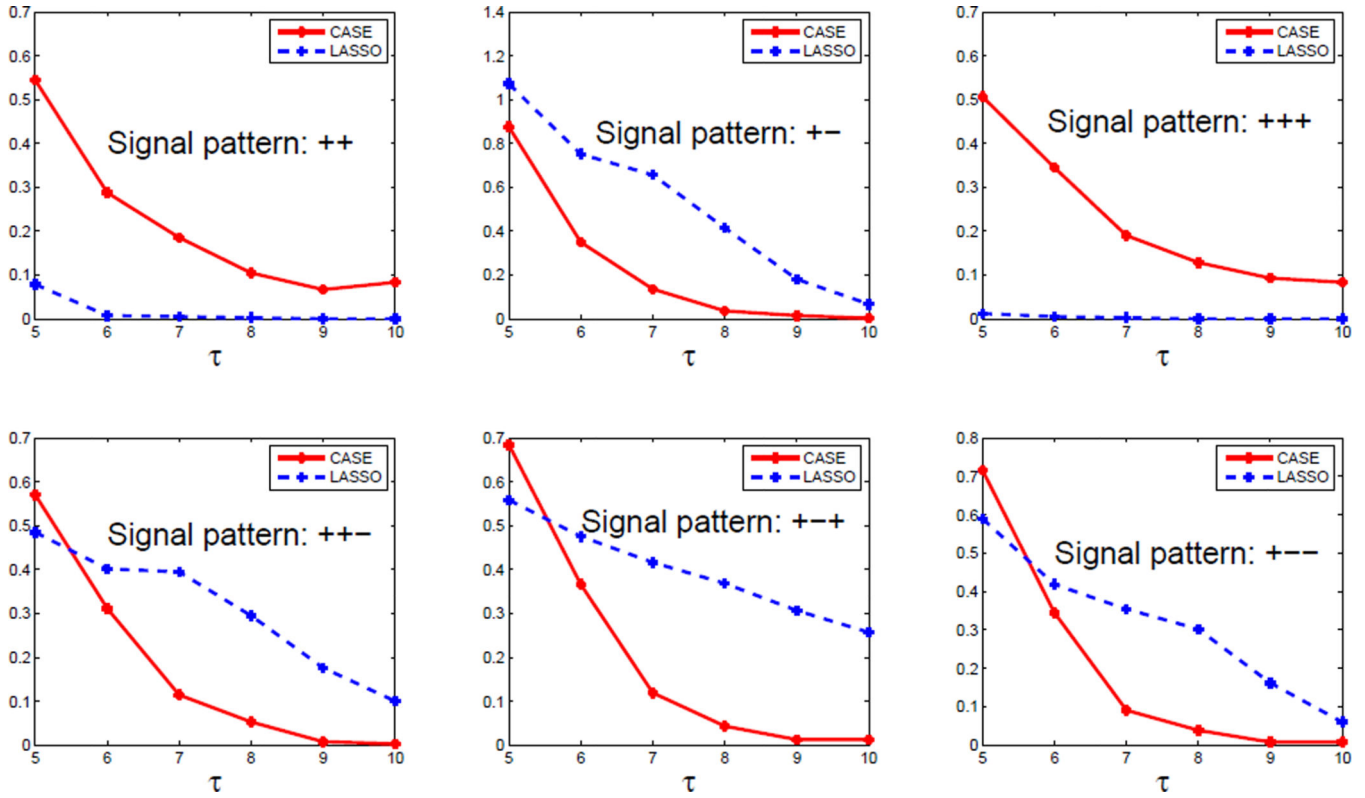 0.7
0.6
0.5
0.4
0.3
0.2
0.1
0
CASE
LASSO
Signal pattern: ++
5 6 7 8 9 10
τ
1.4
1.2
1
0.8
0.6
0.4
0.2
0
CASE
LASSO
Signal pattern: +−
5 6 7 8 9 10
τ
0.7
0.6
0.5
0.4
0.3
0.2
0.1
0
CASE
LASSO
Signal pattern: +++
5 6 7 8 9 10
τ
0.7
0.6
0.5
0.4
0.3
0.2
0.1
0
CASE
LASSO
Signal pattern: ++−
5 6 7 8 9 10
τ
0.7
0.6
0.5
0.4
0.3
0.2
0.1
0
CASE
LASSO
Signal pattern: +−+
5 6 7 8 9 10
τ
0.8
0.7
0.6
0.5
0.4
0.3
0.2
0.1
0
CASE
LASSO
Signal pattern: +−−
5 6 7 8 9 10
τ